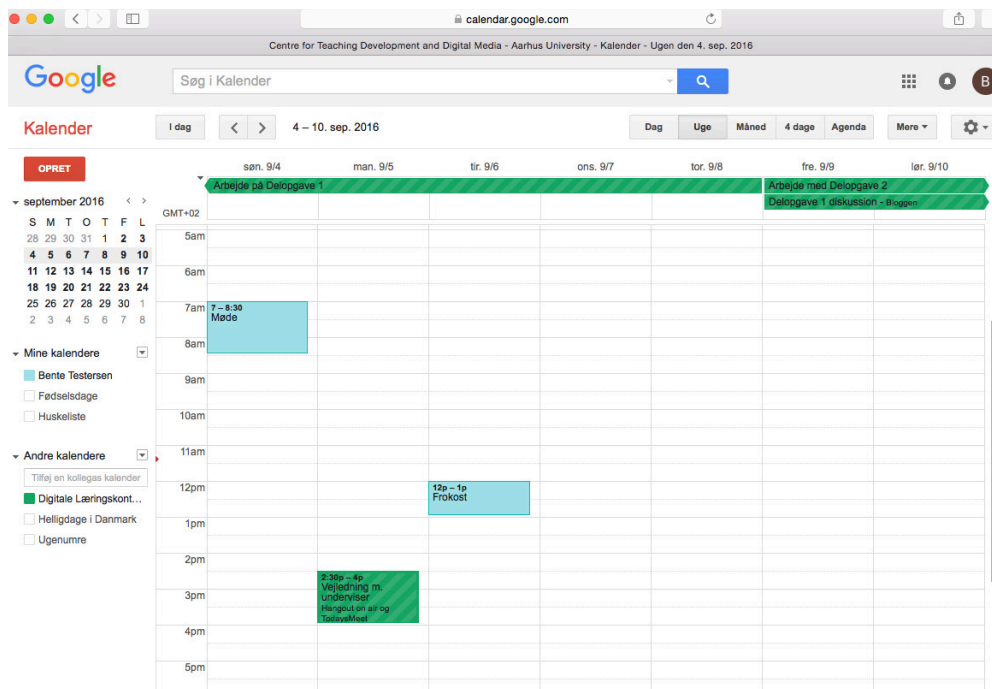 calendar.google.com
Centre for Teaching Development and Digital Media - Aarhus University - Kalender - Ugen den 4. sep. 2016
Google
Søg i Kalender
B
Kalender
I dag
4 – 10. sep. 2016
Dag Uge Måned 4 dage Agenda
Mere
OPRET
september 2016
S M T O T F L
28 29 30 31 1 2 3
4 5 6 7 8 9 10
11 12 13 14 15 16 17
18 19 20 21 22 23 24
25 26 27 28 29 30 1
2 3 4 5 6 7 8
Mine kalendere
Bente Testersen
Fødselsdage
Huskeliste
Andre kalendere
Tilføj en kollegas kalender
Digitale Læringskont...
Helligdage i Danmark
Ugenumre
søn. 9/4 man. 9/5 tir. 9/6 ons. 9/7 tor. 9/8 fre. 9/9 lør. 9/10
Arbejde på Delopgave 1
Arbejde med Delopgave 2
Delopgave 1 diskussion - Bloggen
GMT+02
5am
6am
7am
7 – 8:30
Møde
8am
9am
10am
11am
12pm
12p – 1p
Frokost
1pm
2pm
2:30p – 4p
Vejledning m.
underviser
Hangout on air og
TodaysMeet
3pm
4pm
5pm